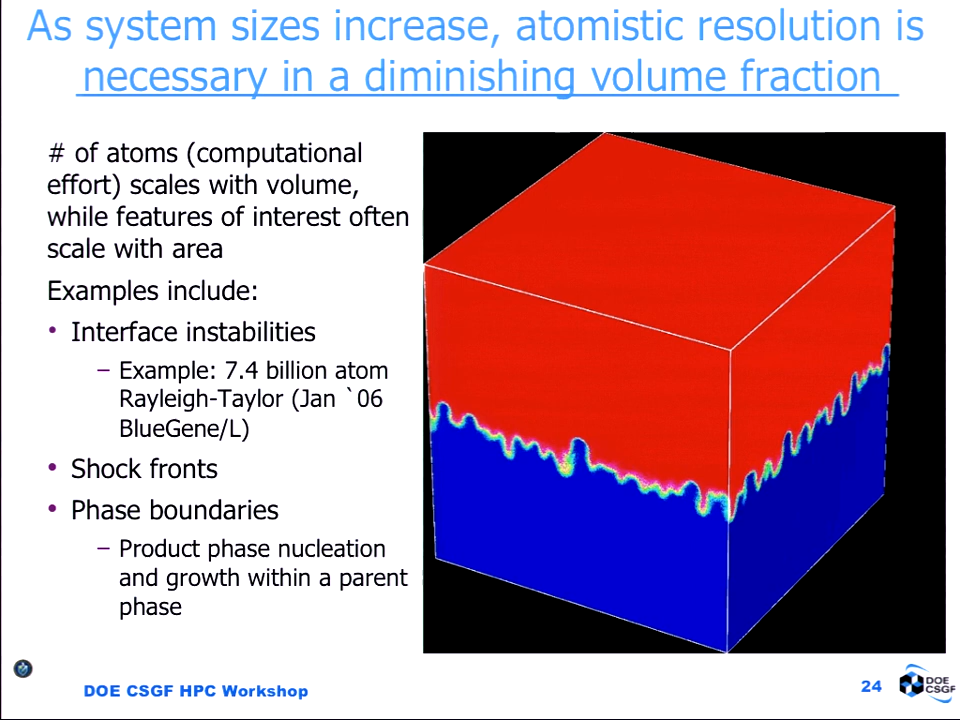 As system sizes increase, atomistic resolution is
necessary in a diminishing volume fraction
# of atoms (computational
effort) scales with volume,
while features of interest often
scale with area
Examples include:
• Interface instabilities
– Example: 7.4 billion atom
Rayleigh-Taylor (Jan `06
BlueGene/L)
• Shock fronts
• Phase boundaries
– Product phase nucleation
and growth within a parent
phase
DOE CSGF HPC Workshop
24
DOE
CSGF